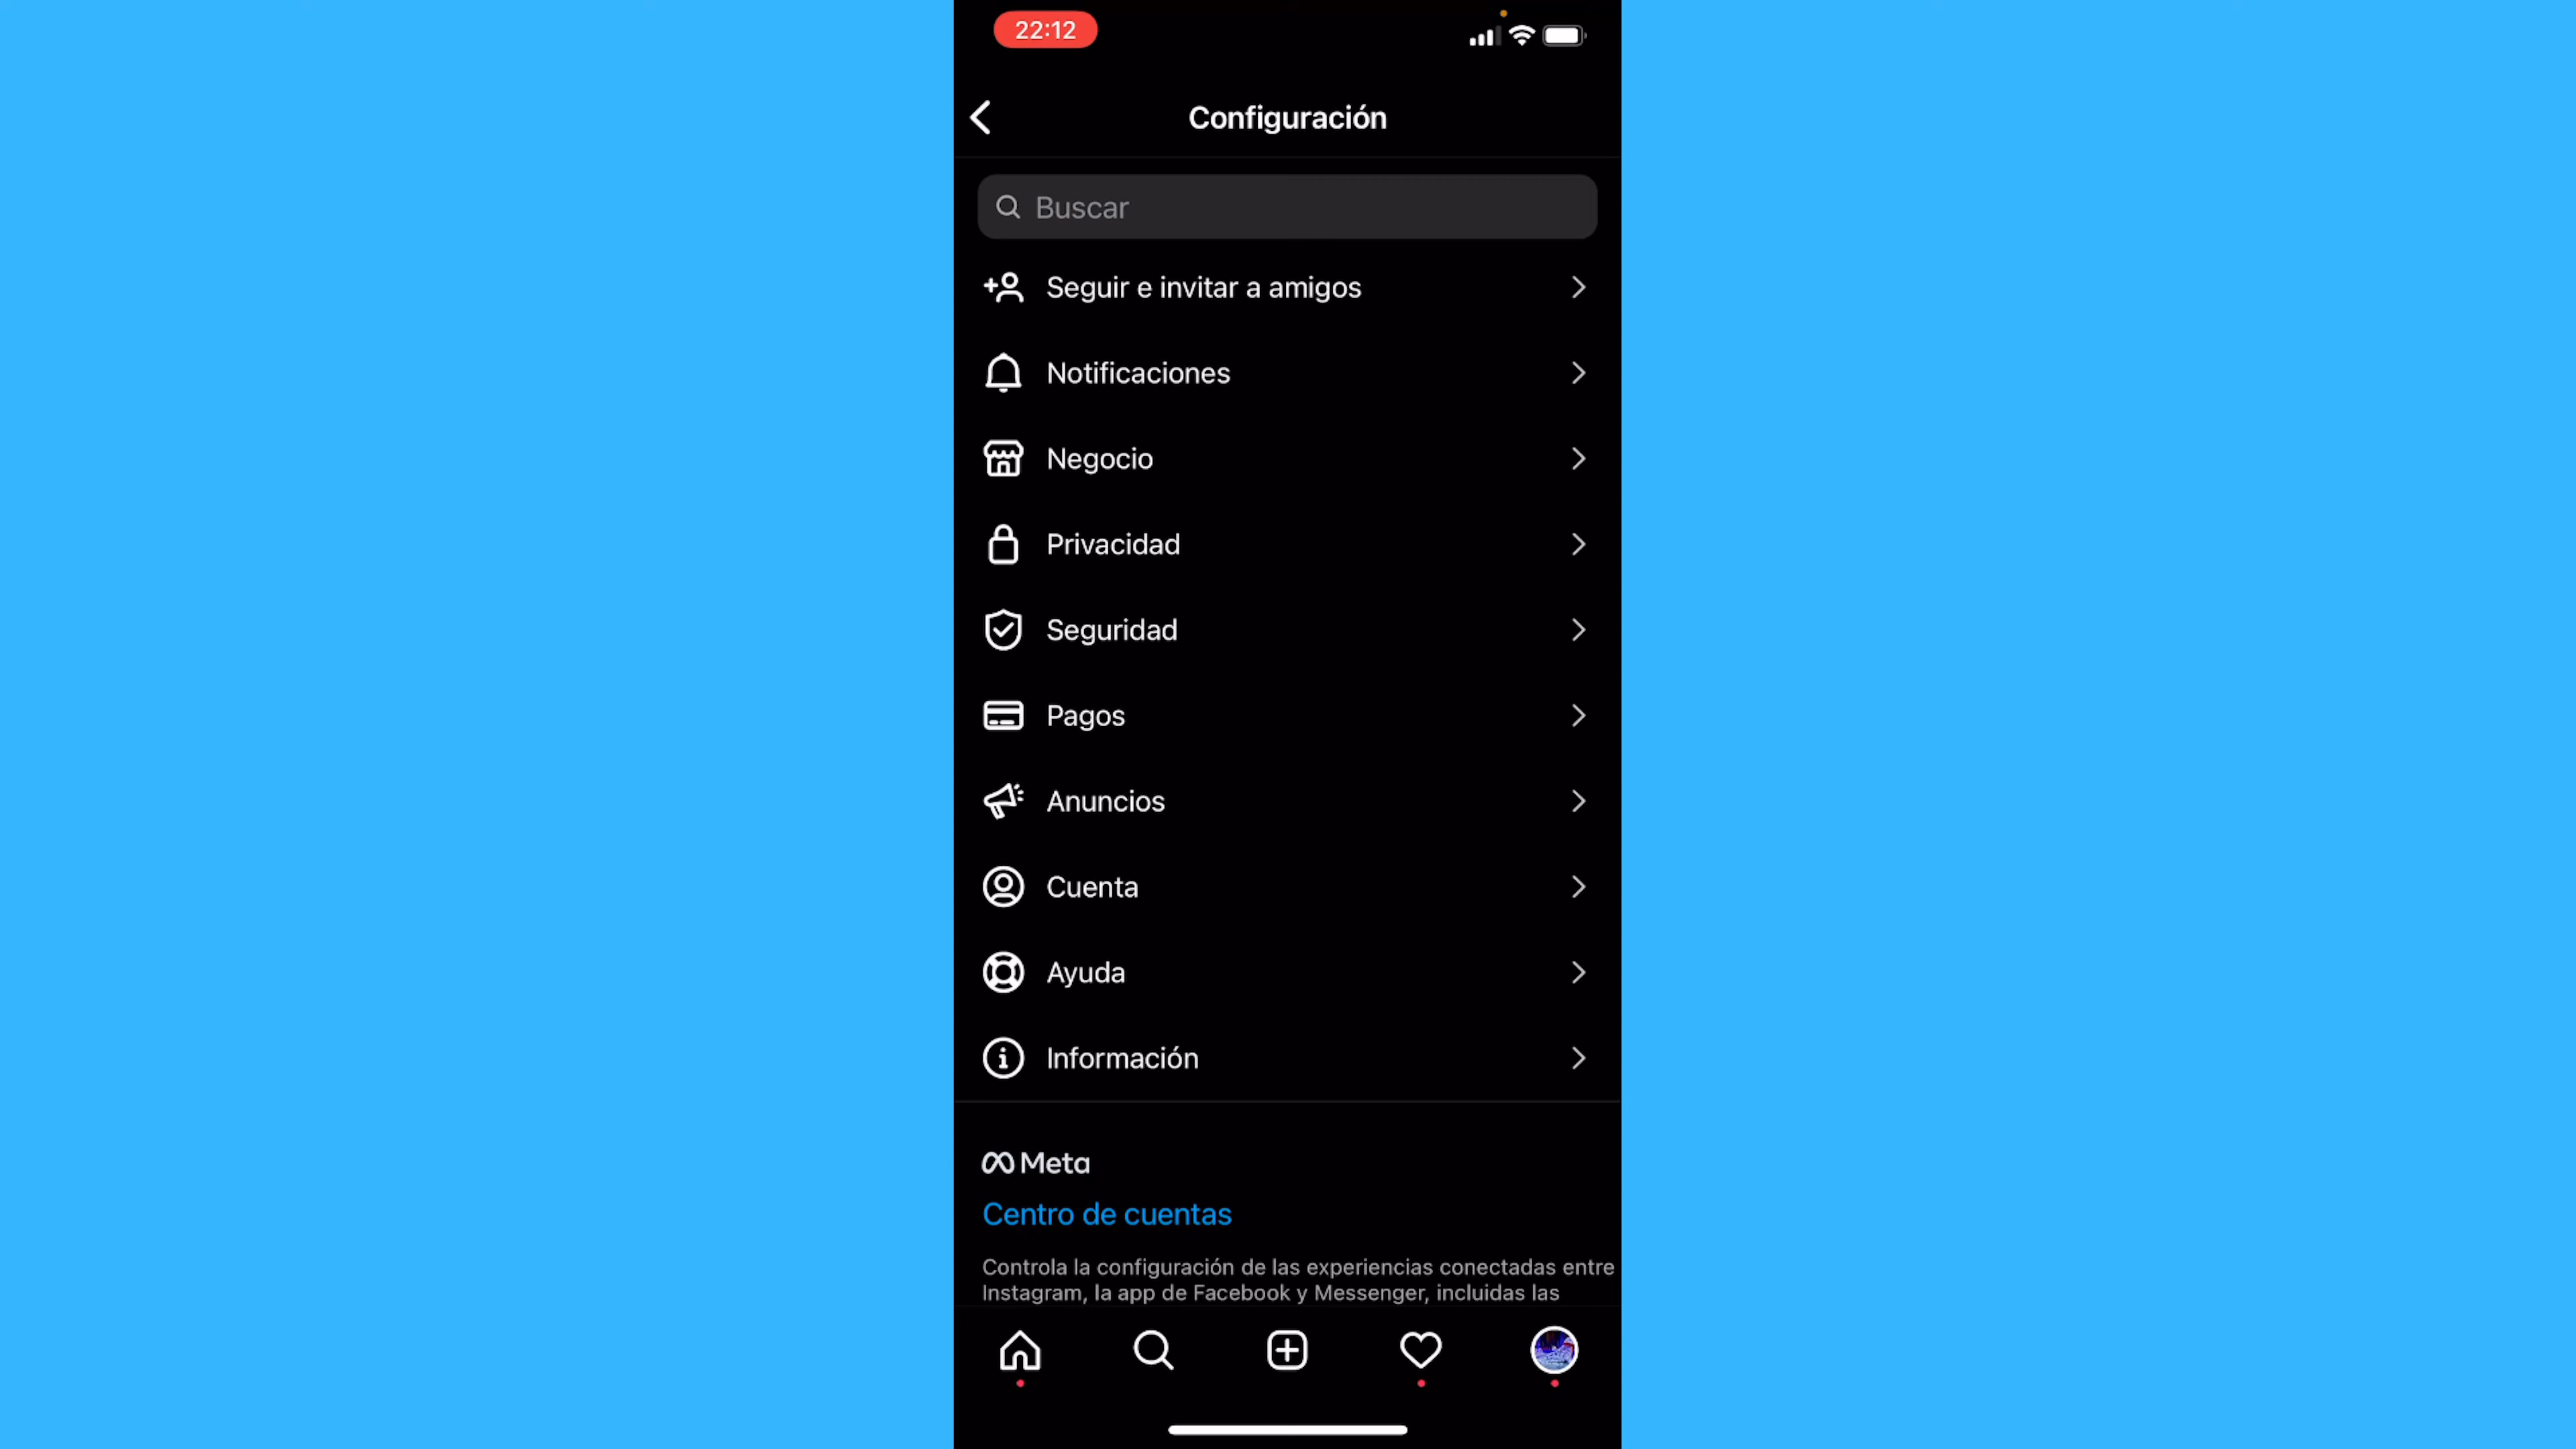 22:12
Configuración
Buscar
Seguir e invitar a amigos
Notificaciones
Negocio
Privacidad
Seguridad
Pagos
Anuncios
Cuenta
Ayuda
Información
Meta
Centro de cuentas
Controla la configuración de las experiencias conectadas entre
Instagram, la app de Facebook y Messenger, incluidas las